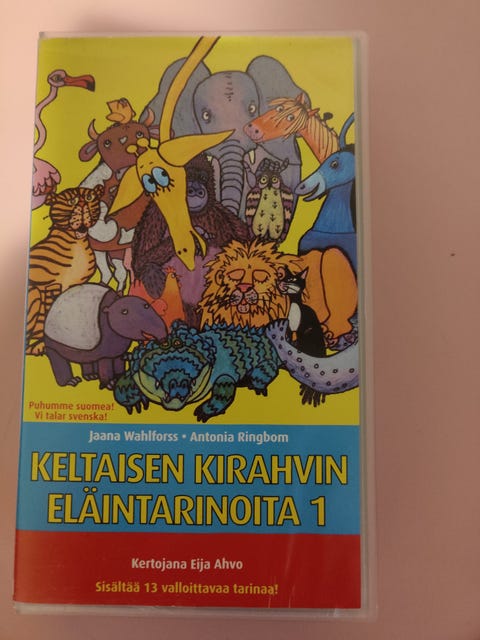 Puhumme suomea!
Vi talar svenska!
Jaana Wahlforss • Antonia Ringbom
KELTAISEN KIRAHVIN
ELÄINTARINOITA 1
Kertojana Eija Ahvo
Sisältää 13 valloittavaa tarinaa!